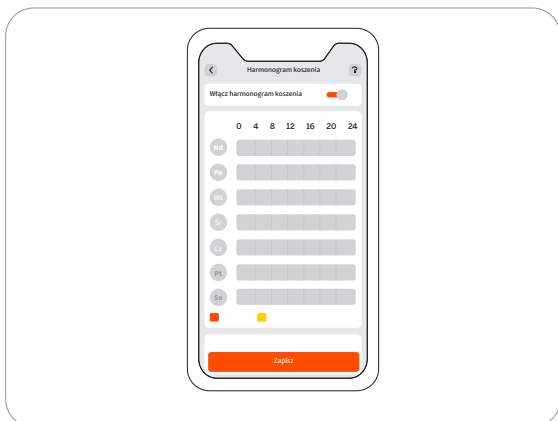 Harmonogram koszenia ?
Włącz harmonogram koszenia
0 4 8 12 16 20 24
Nd
Po
Wt
Śr
Cz
Pt
So
Zapisz